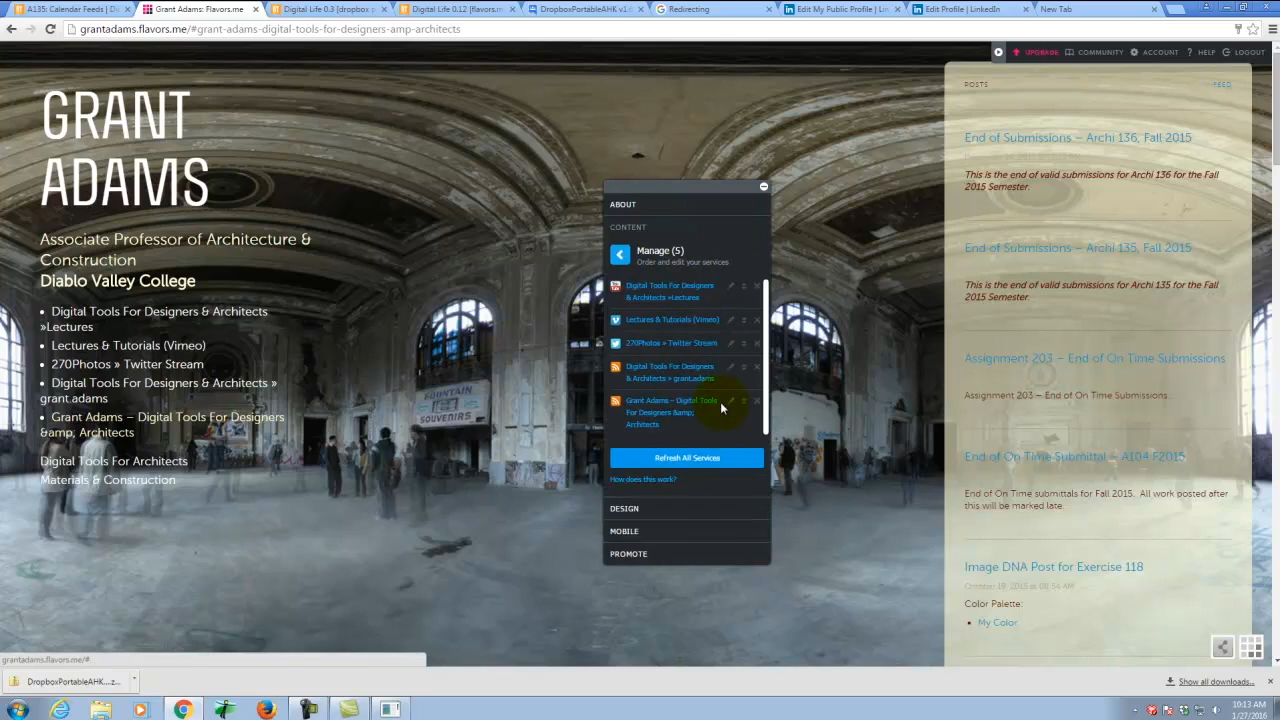 A135: Calendar Feeds | Di
Grant Adams: Flavors.me
Digital Life 0.3 [dropbox p
Digital Life 0.12 [flavors.m
DropboxPortableAHK v1.6
Redirecting
Edit My Public Profile | Lin
Edit Profile | LinkedIn
New Tab
grantadams.flavors.me/#grant-adams-digital-tools-for-designers-amp-architects
UPGRADE
COMMUNITY
ACCOUNT
? HELP
LOGOUT
GRANT
ADAMS
Associate Professor of Architecture &
Construction
Diablo Valley College
• Digital Tools For Designers & Architects
»Lectures
• Lectures & Tutorials (Vimeo)
• 270Photos » Twitter Stream
• Digital Tools For Designers & Architects »
grant.adams
• Grant Adams – Digital Tools For Designers
&amp; Architects
Digital Tools For Architects
Materials & Construction
FOUNTAIN
SOUVENIRS
ABOUT
CONTENT
Manage (5)
Order and edit your services
Digital Tools For Designers
& Architects »Lectures
Lectures & Tutorials (Vimeo)
270Photos » Twitter Stream
Digital Tools For Designers
& Architects » grant.adams
Grant Adams – Digital Tools
For Designers &amp;
Architects
Refresh All Services
How does this work?
DESIGN
MOBILE
PROMOTE
POSTS
FEED
End of Submissions – Archi 136, Fall 2015
This is the end of valid submissions for Archi 136 for the Fall
2015 Semester.
End of Submissions – Archi 135, Fall 2015
This is the end of valid submissions for Archi 135 for the Fall
2015 Semester.
Assignment 203 – End of On Time Submissions
Assignment 203 – End of On Time Submissions...
End of On Time Submittal – A104 F2015
End of On Time submittals for Fall 2015. All work posted after
this will be marked late.
Image DNA Post for Exercise 118
October 19, 2015 at 08:34 AM
Color Palette:
• My Color
grantadams.flavors.me/#
DropboxPortableAHK....z...
Show all downloads...
10:13 AM
1/27/2016